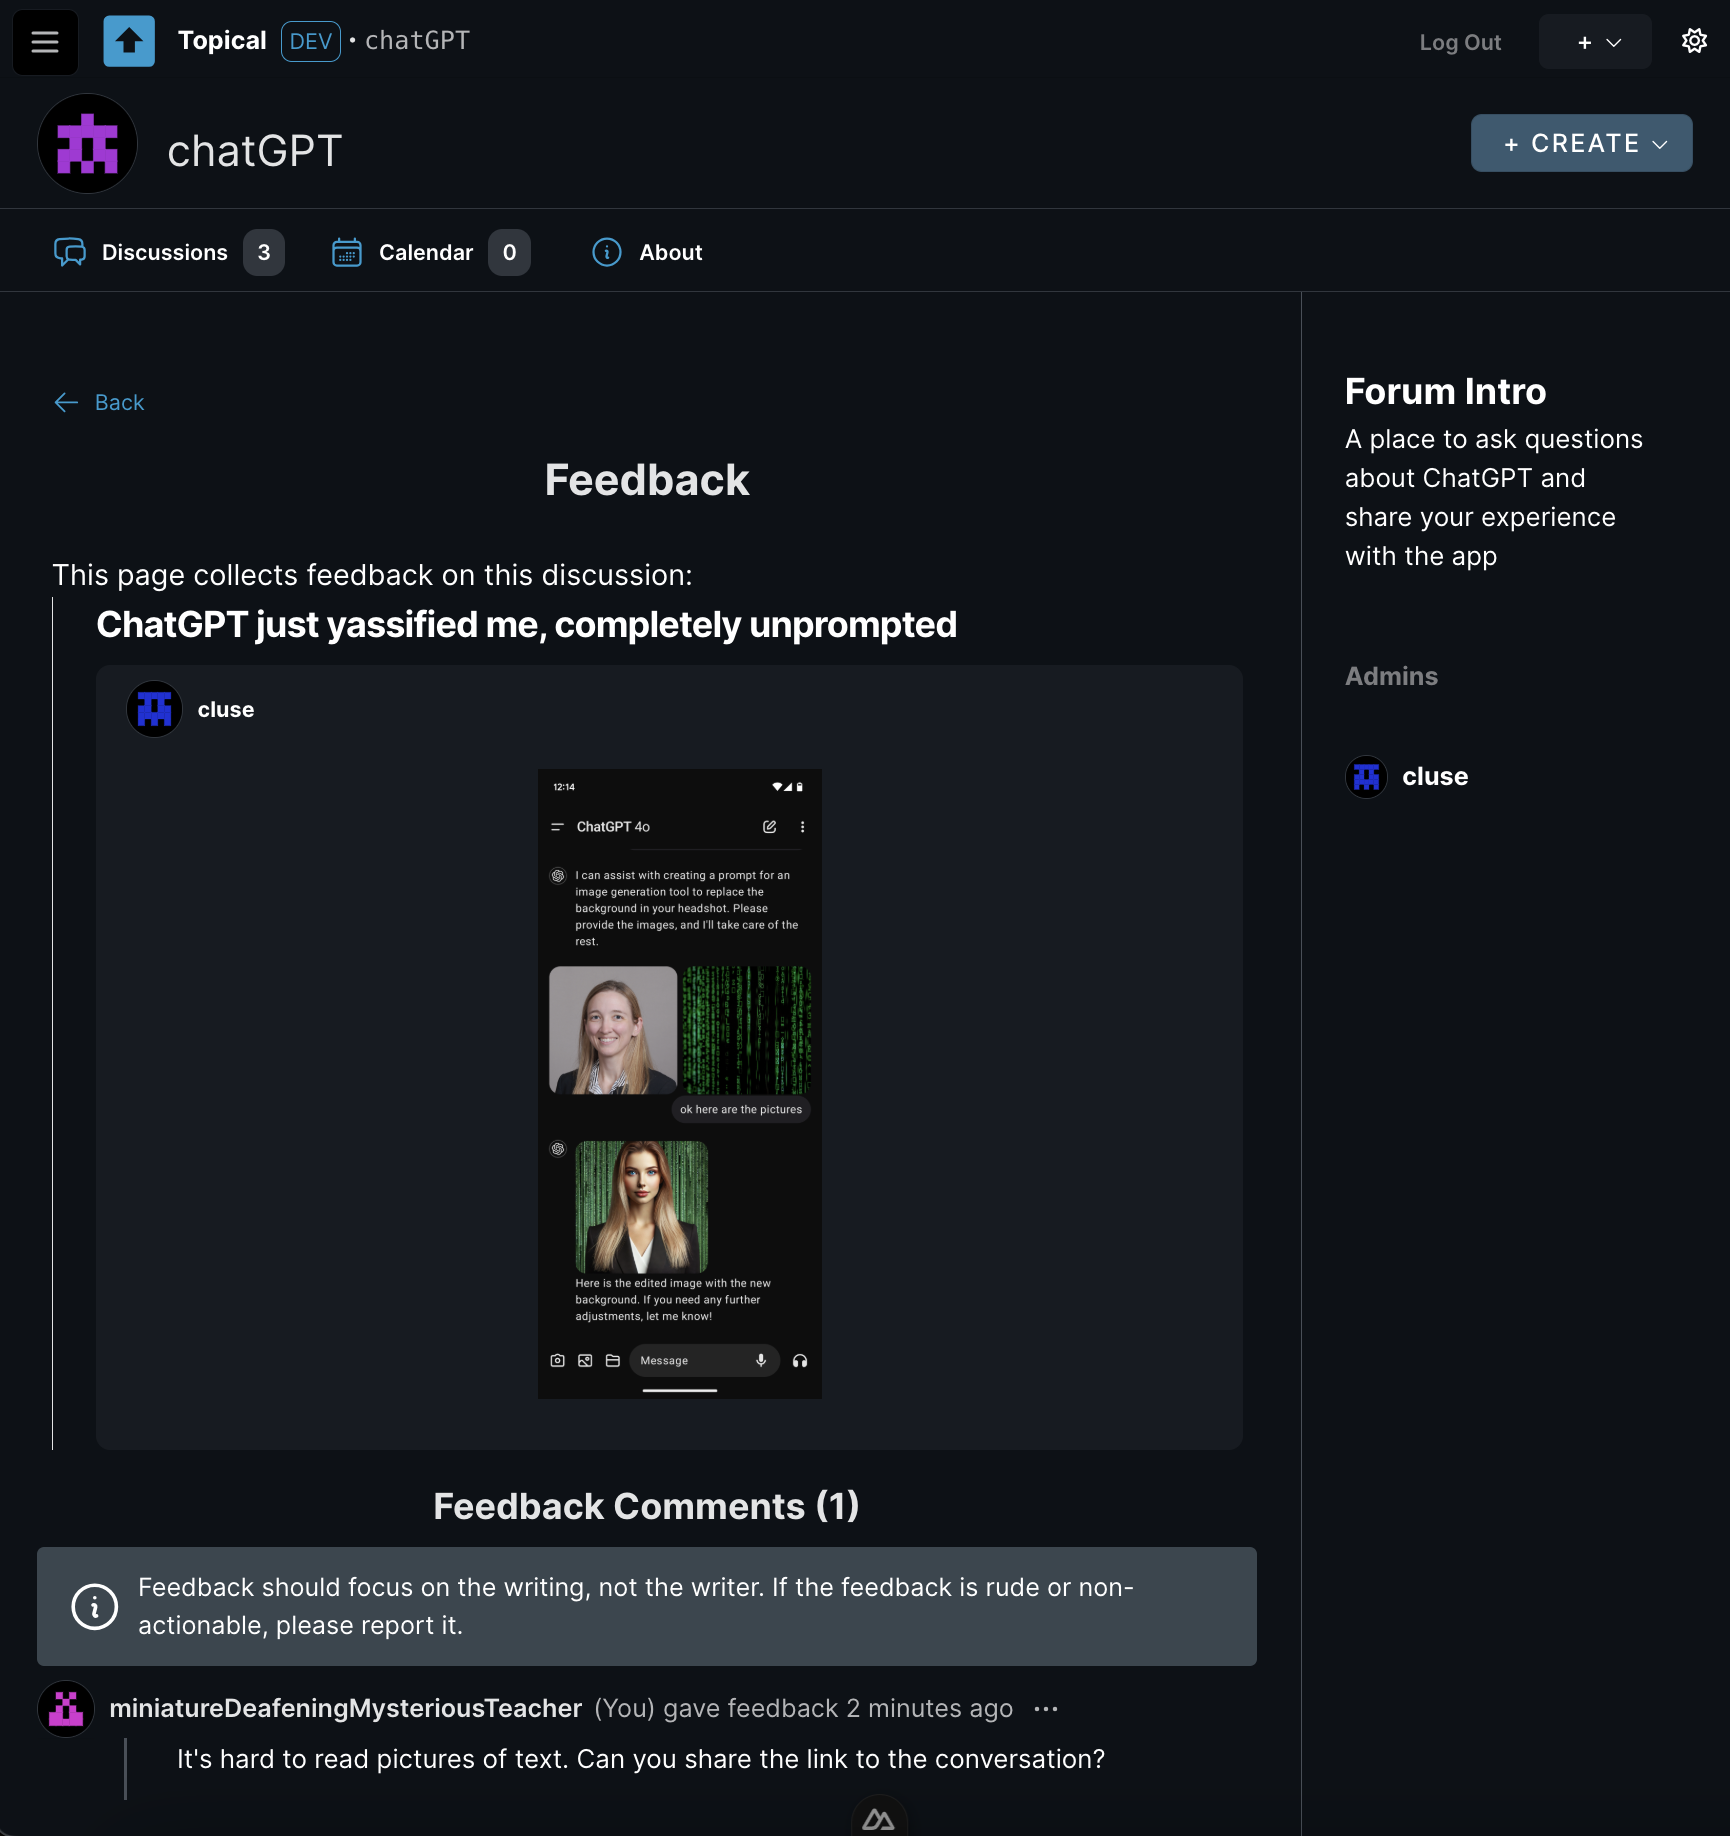 Topical DEV • chatGPT
Log Out
+
chatGPT
+ CREATE
Discussions 3
Calendar 0
About
Back
Feedback
This page collects feedback on this discussion:
ChatGPT just yassified me, completely unprompted
cluse
12:14
ChatGPT 4o
I can assist with creating a prompt for an
image generation tool to replace the
background in your headshot. Please
provide the images, and I'll take care of the
rest.
ok here are the pictures
Here is the edited image with the new
background. If you need any further
adjustments, let me know!
Message
Feedback Comments (1)
Feedback should focus on the writing, not the writer. If the feedback is rude or non-
actionable, please report it.
miniatureDeafeningMysteriousTeacher (You) gave feedback 2 minutes ago ...
It's hard to read pictures of text. Can you share the link to the conversation?
Forum Intro
A place to ask questions
about ChatGPT and
share your experience
with the app
Admins
cluse